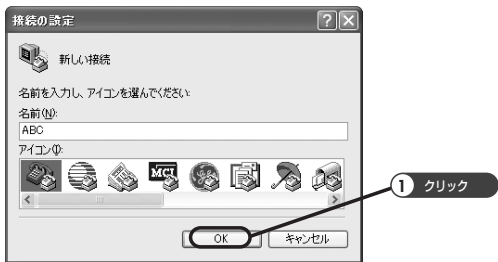 接続の設定
新しい接続
名前を入力し、アイコンを選んでください:
名前(N):
ABC
アイコン(I):
MCI
1 クリック
OK キャンセル